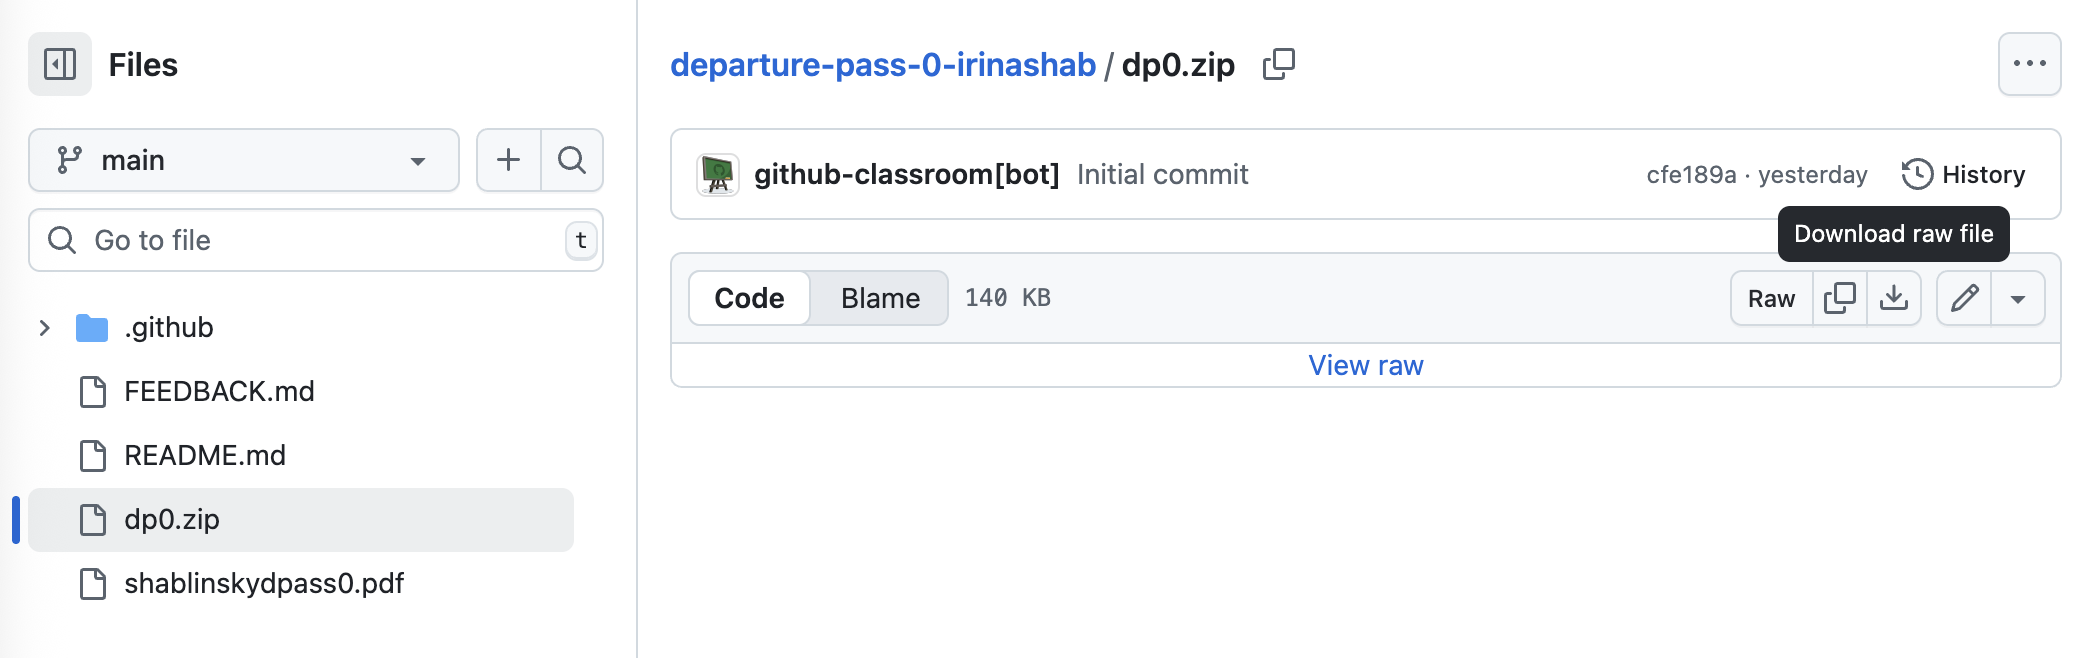 Files
main
Go to file
t
.github
FEEDBACK.md
README.md
dp0.zip
shablinskydpass0.pdf
departure-pass-0-irinashab / dp0.zip
github-classroom[bot] Initial commit
cfe189a · yesterday
History
Download raw file
Code
Blame
140 KB
Raw
View raw